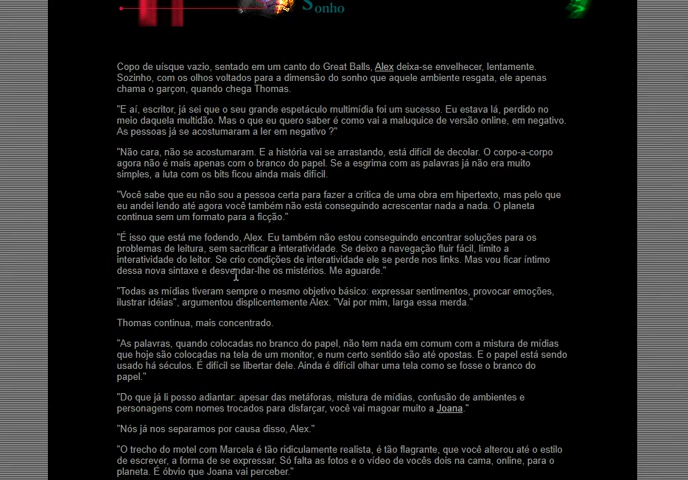 Sonho
Copo de uísque vazio, sentado em um canto do Great Balls, Alex deixa-se envelhecer, lentamente.
Sozinho, com os olhos voltados para a dimensão do sonho que aquele ambiente resgata, ele apenas
chama o garçon, quando chega Thomas.
"E aí, escritor, já sei que o seu grande espetáculo multimídia foi um sucesso. Eu estava lá, perdido no
meio daquela multidão. Mas o que eu quero saber é como vai a maluquice de versão online, em negativo.
As pessoas já se acostumaram a ler em negativo ?"
"Não cara, não se acostumaram. E a história vai se arrastando, está difícil de decolar. O corpo-a-corpo
agora não é mais apenas com o branco do papel. Se a esgrima com as palavras já não era muito
simples, a luta com os bits ficou ainda mais difícil.
"Você sabe que eu não sou a pessoa certa para fazer a crítica de uma obra em hipertexto, mas pelo que
eu andei lendo até agora você também não está conseguindo acrescentar nada a nada. O planeta
continua sem um formato para a ficção."
"É isso que está me fodendo, Alex. Eu também não estou conseguindo encontrar soluções para os
problemas de leitura, sem sacrificar a interatividade. Se deixo a navegação fluir fácil, limito a
interatividade do leitor. Se crio condições de interatividade ele se perde nos links. Mas vou ficar íntimo
dessa nova sintaxe e desvendar-lhe os mistérios. Me aguarde."
"Todas as mídias tiveram sempre o mesmo objetivo básico: expressar sentimentos, provocar emoções,
ilustrar idéias", argumentou displicentemente Alex. "Vai por mim, larga essa merda."
Thomas continua, mais concentrado.
"As palavras, quando colocadas no branco do papel, não tem nada em comum com a mistura de mídias
que hoje são colocadas na tela de um monitor, e num certo sentido são até opostas. E o papel está sendo
usado há séculos. É difícil se libertar dele. Ainda é difícil olhar uma tela como se fosse o branco do
papel."
"Do que já li posso adiantar: apesar das metáforas, mistura de mídias, confusão de ambientes e
personagens com nomes trocados para disfarçar, você vai magoar muito a Joana."
"Nós já nos separamos por causa disso, Alex."
"O trecho do motel com Marcela é tão ridiculamente realista, é tão flagrante, que você alterou até o estilo
de escrever, a forma de se expressar. Só falta as fotos e o vídeo de vocês dois na cama, online, para o
planeta. É óbvio que Joana vai perceber."